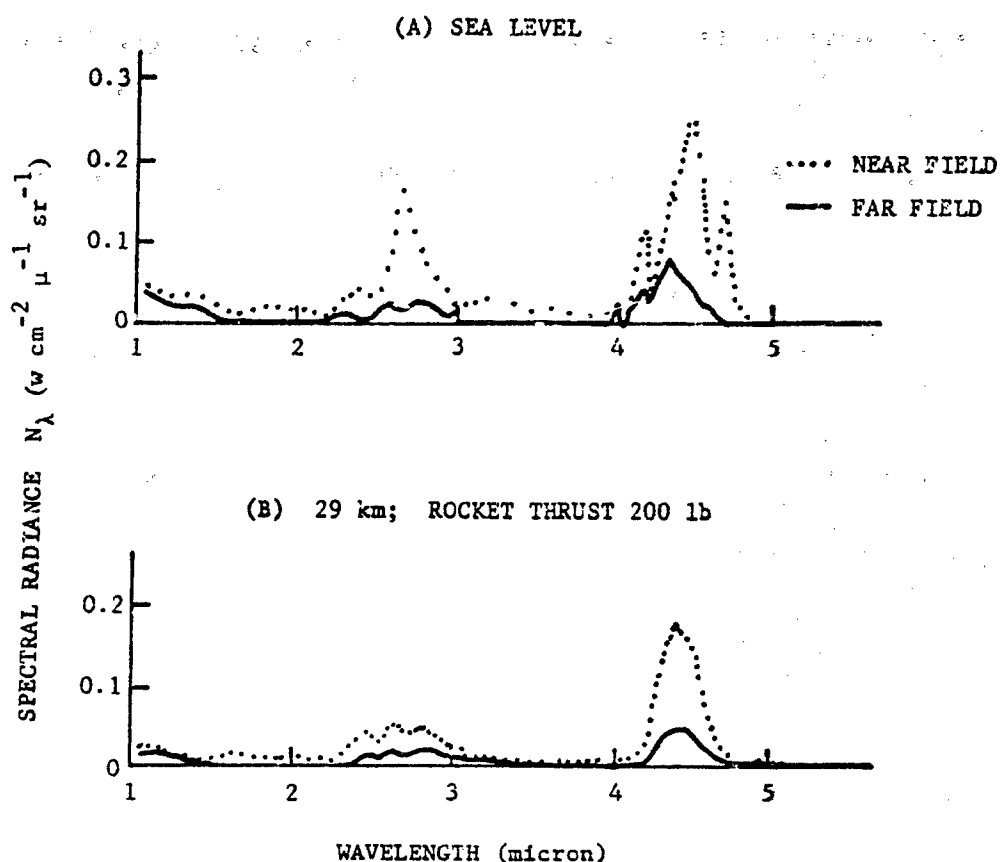 (A) SEA LEVEL
0.3
0.2
0.1
0
1 2 3 4 5
NEAR FIELD
FAR FIELD
SPECTRAL RADIANCE Nλ (w cm-2 μ-1 sr-1)
(B) 29 km; ROCKET THRUST 200 lb
0.2
0.1
0
1 2 3 4 5
WAVELENGTH (micron)